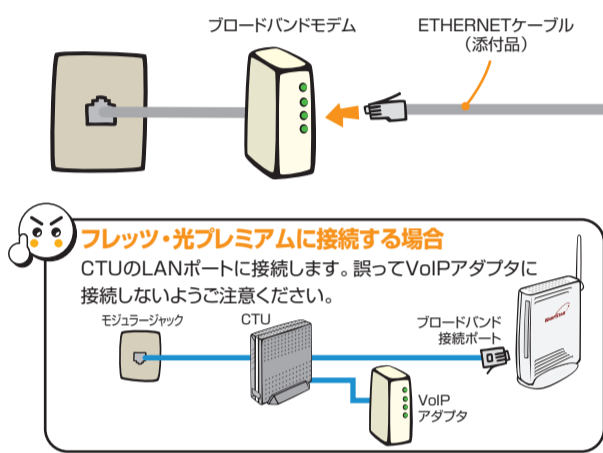 ブロードバンドモデム
ETHERNETケーブル
（添付品）
フレッツ・光プレミアムに接続する場合
CTUのLANポートに接続します。誤ってVoIPアダプタに
接続しないようご注意ください。
モジュラージャック
CTU
ブロードバンド
接続ポート
VoIP
アダプタ